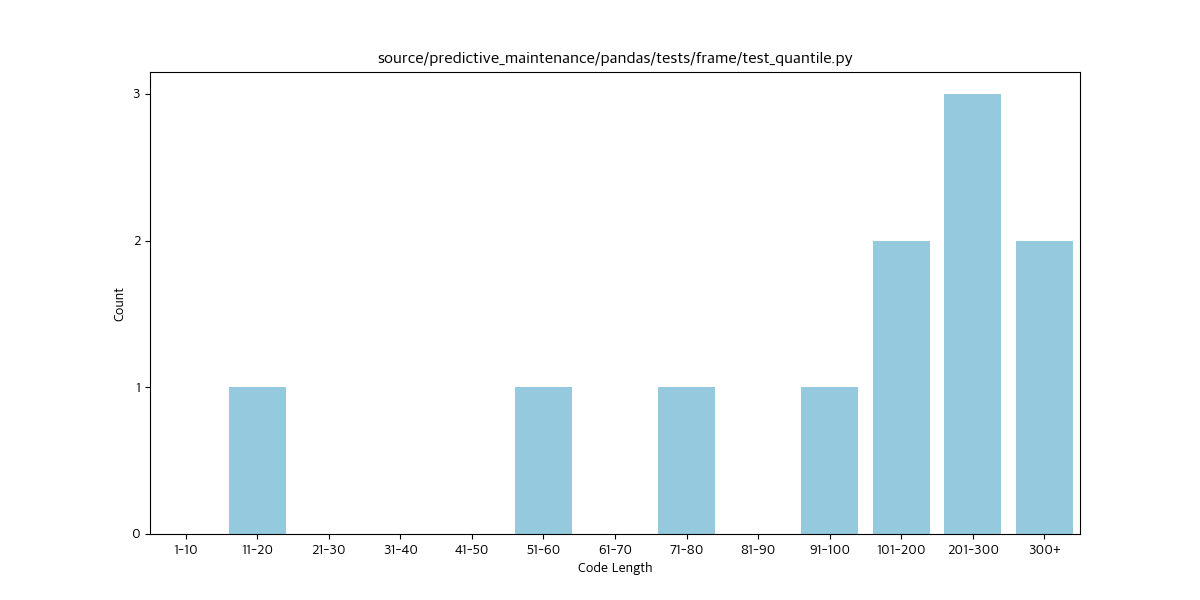 source/predictive_maintenance/pandas/tests/frame/test_quantile.py
3
2
1
0
Count
1-10 11-20 21-30 31-40 41-50 51-60 61-70 71-80 81-90 91-100 101-200 201-300 300+
Code Length